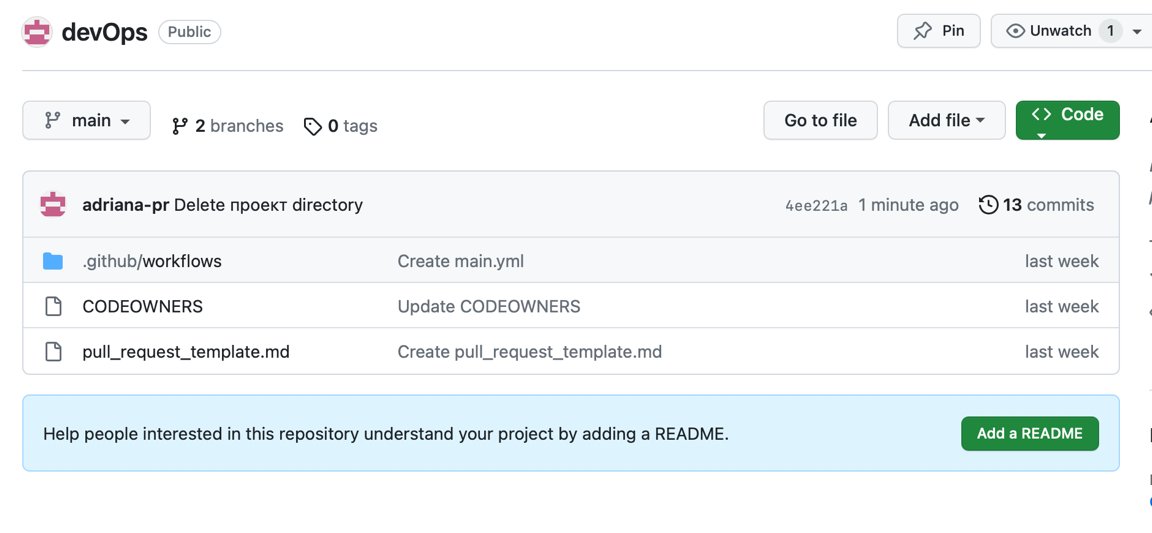 devOps Public Pin Unwatch 1
main 2 branches 0 tags Go to file Add file <> Code
adriana-pr Delete проект directory 4ee221a 1 minute ago 13 commits
.github/workflows Create main.yml last week
CODEOWNERS Update CODEOWNERS last week
pull_request_template.md Create pull_request_template.md last week
Help people interested in this repository understand your project by adding a README. Add a README